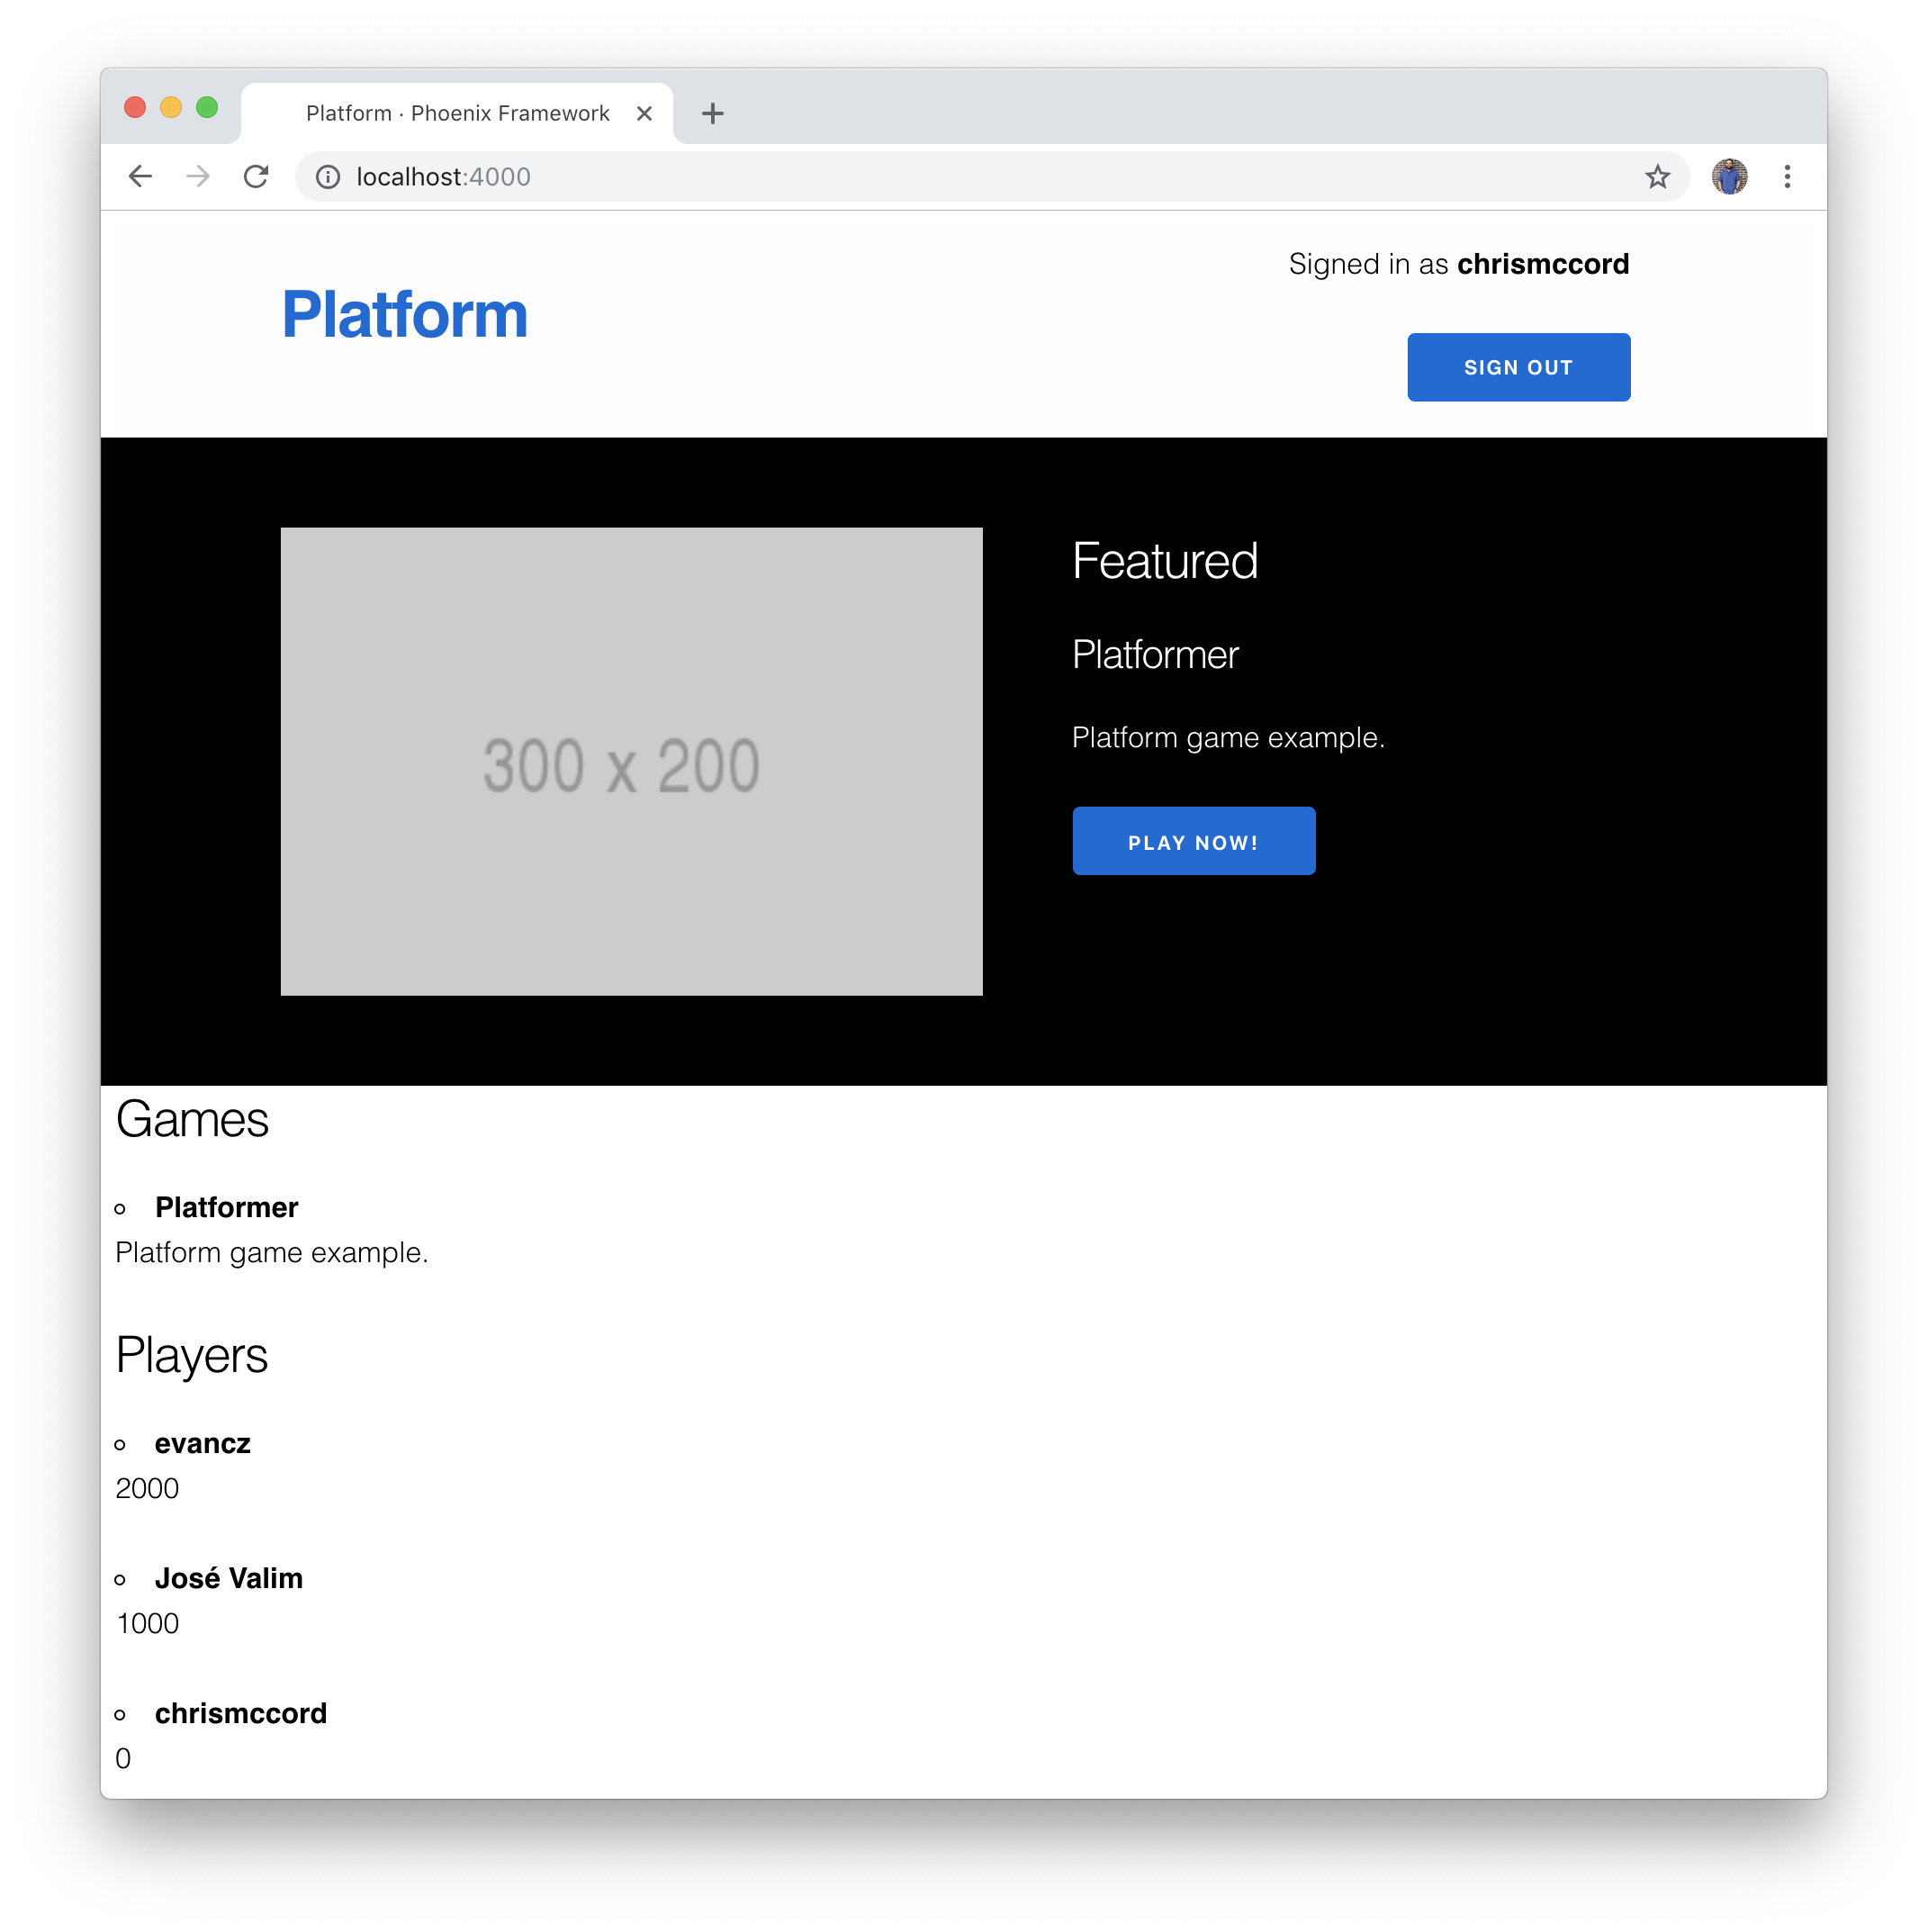 Platform · Phoenix Framework
localhost:4000
Signed in as chrismccord
Platform
SIGN OUT
300 x 200
Featured
Platformer
Platform game example.
PLAY NOW!
Games
Platformer
Platform game example.
Players
evancz
2000
José Valim
1000
chrismccord
0